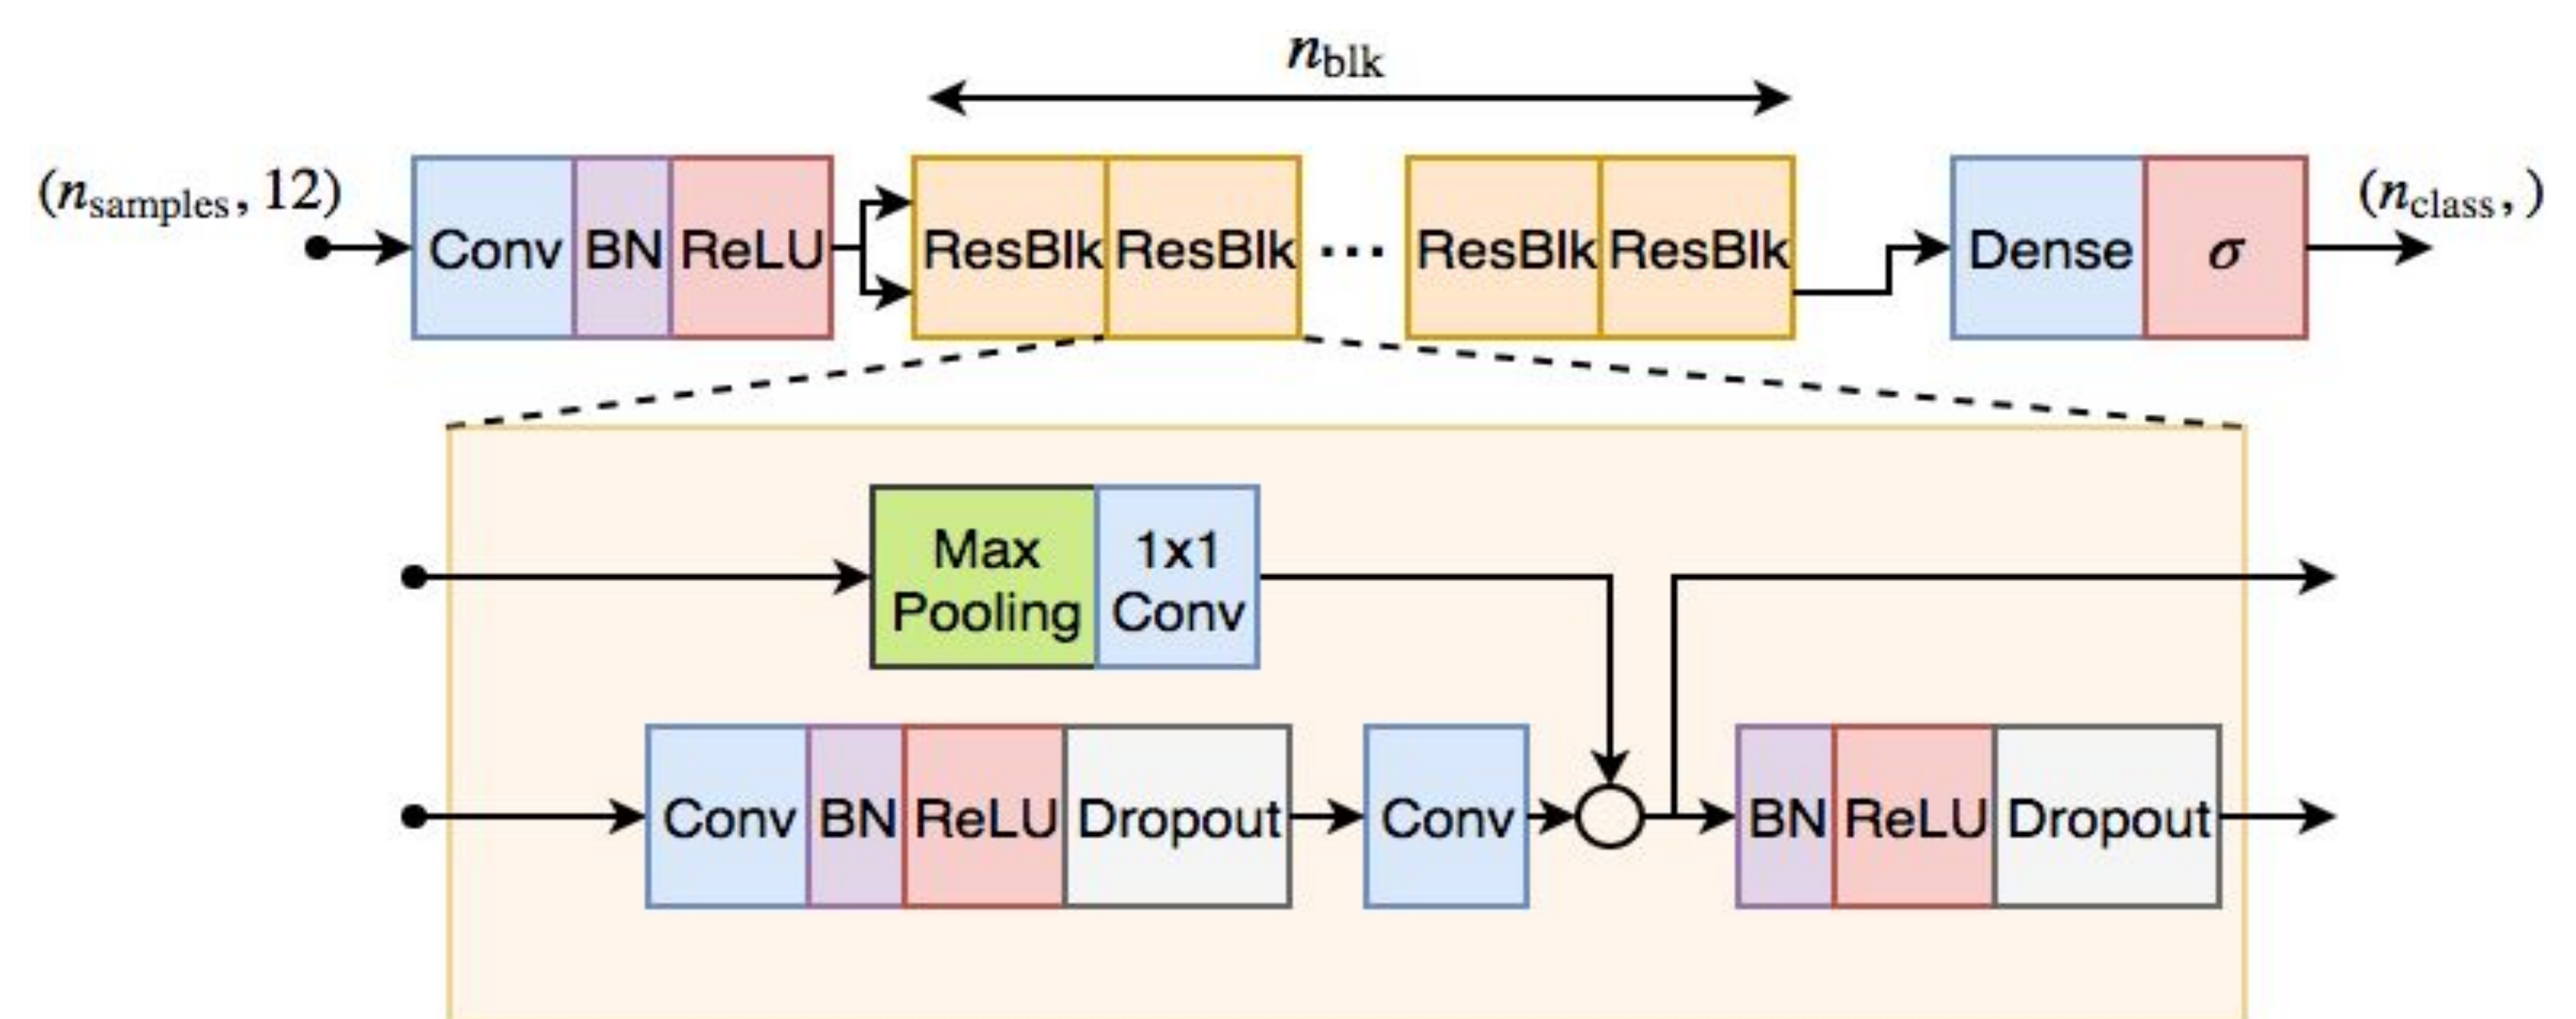 n_blk
(n_samples, 12)
Conv BN ReLU ResBlk ResBlk ... ResBlk ResBlk Dense σ
(n_class, )
Max Pooling
1x1 Conv
Conv BN ReLU Dropout Conv BN ReLU Dropout